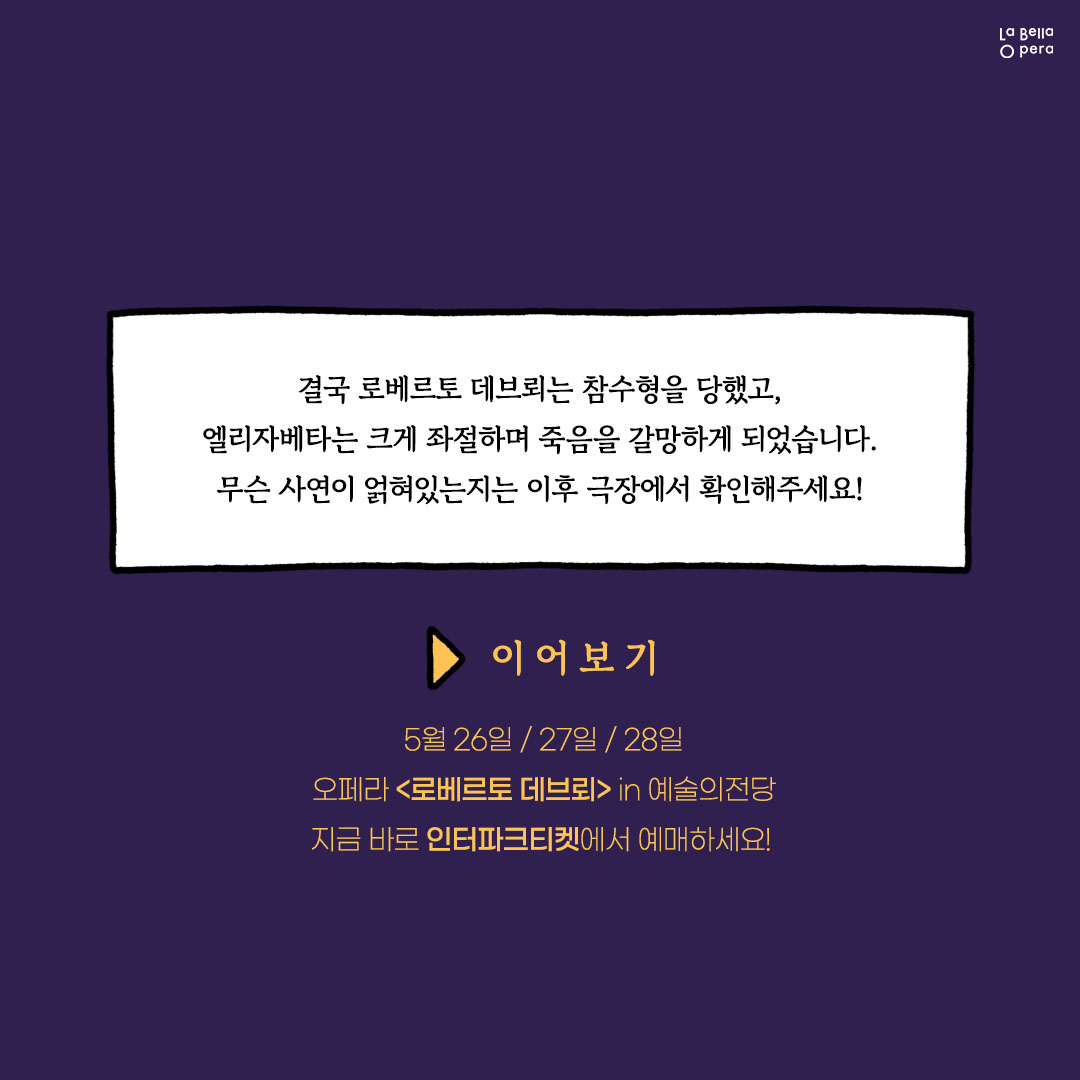 La Bella
Opera
결국 로베르토 데브뢰는 참수형을 당했고,
엘리자베타는 크게 좌절하며 죽음을 갈망하게 되었습니다.
무슨 사연이 얽혀있는지는 이후 극장에서 확인해주세요!
이어보기
5월 26일 / 27일 / 28일
오페라 <로베르토 데브뢰> in 예술의전당
지금 바로 인터파크티켓에서 예매하세요!